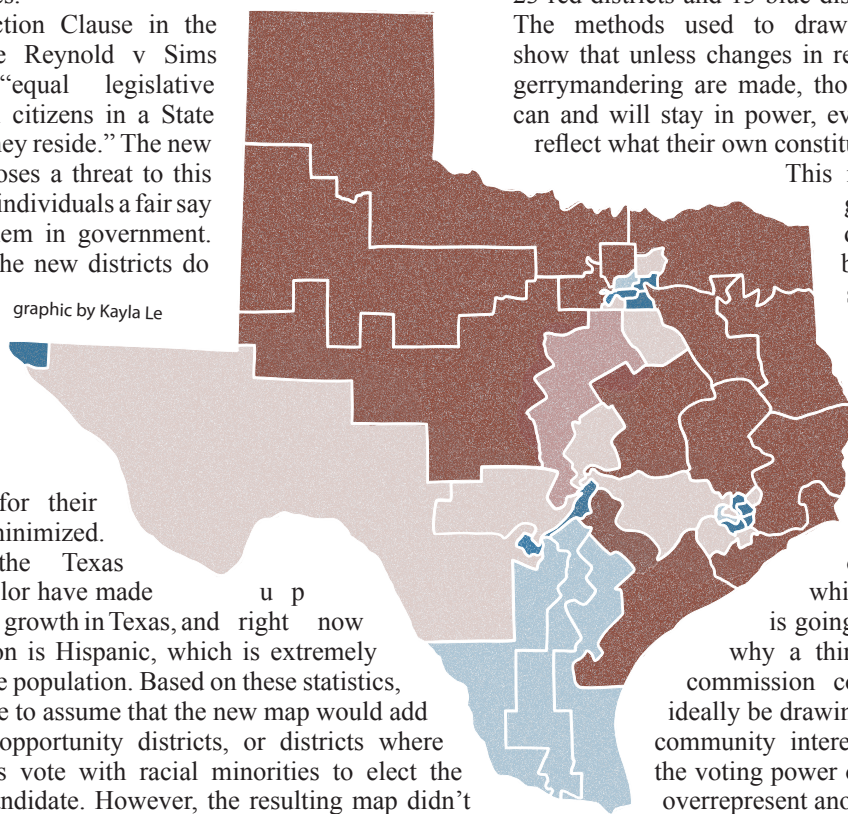 ction Clause in the
e Reynold v Sims
“equal legislative
citizens in a State
ney reside.” The new
oses a threat to this
individuals a fair say
em in government.
he new districts do
graphic by Kayla Le
for their
inimized.
the Texas
lor have made u p
growth in Texas, and right now
on is Hispanic, which is extremely
e population. Based on these statistics,
e to assume that the new map would add
opportunity districts, or districts where
s vote with racial minorities to elect the
andidate. However, the resulting map didn’t
The methods used to draw
show that unless changes in re
gerrymandering are made, tho
can and will stay in power, ev
reflect what their own constitu
This
whi
is going
why a thin
commission co
ideally be drawin
community intere
the voting power o
overrepresent ano